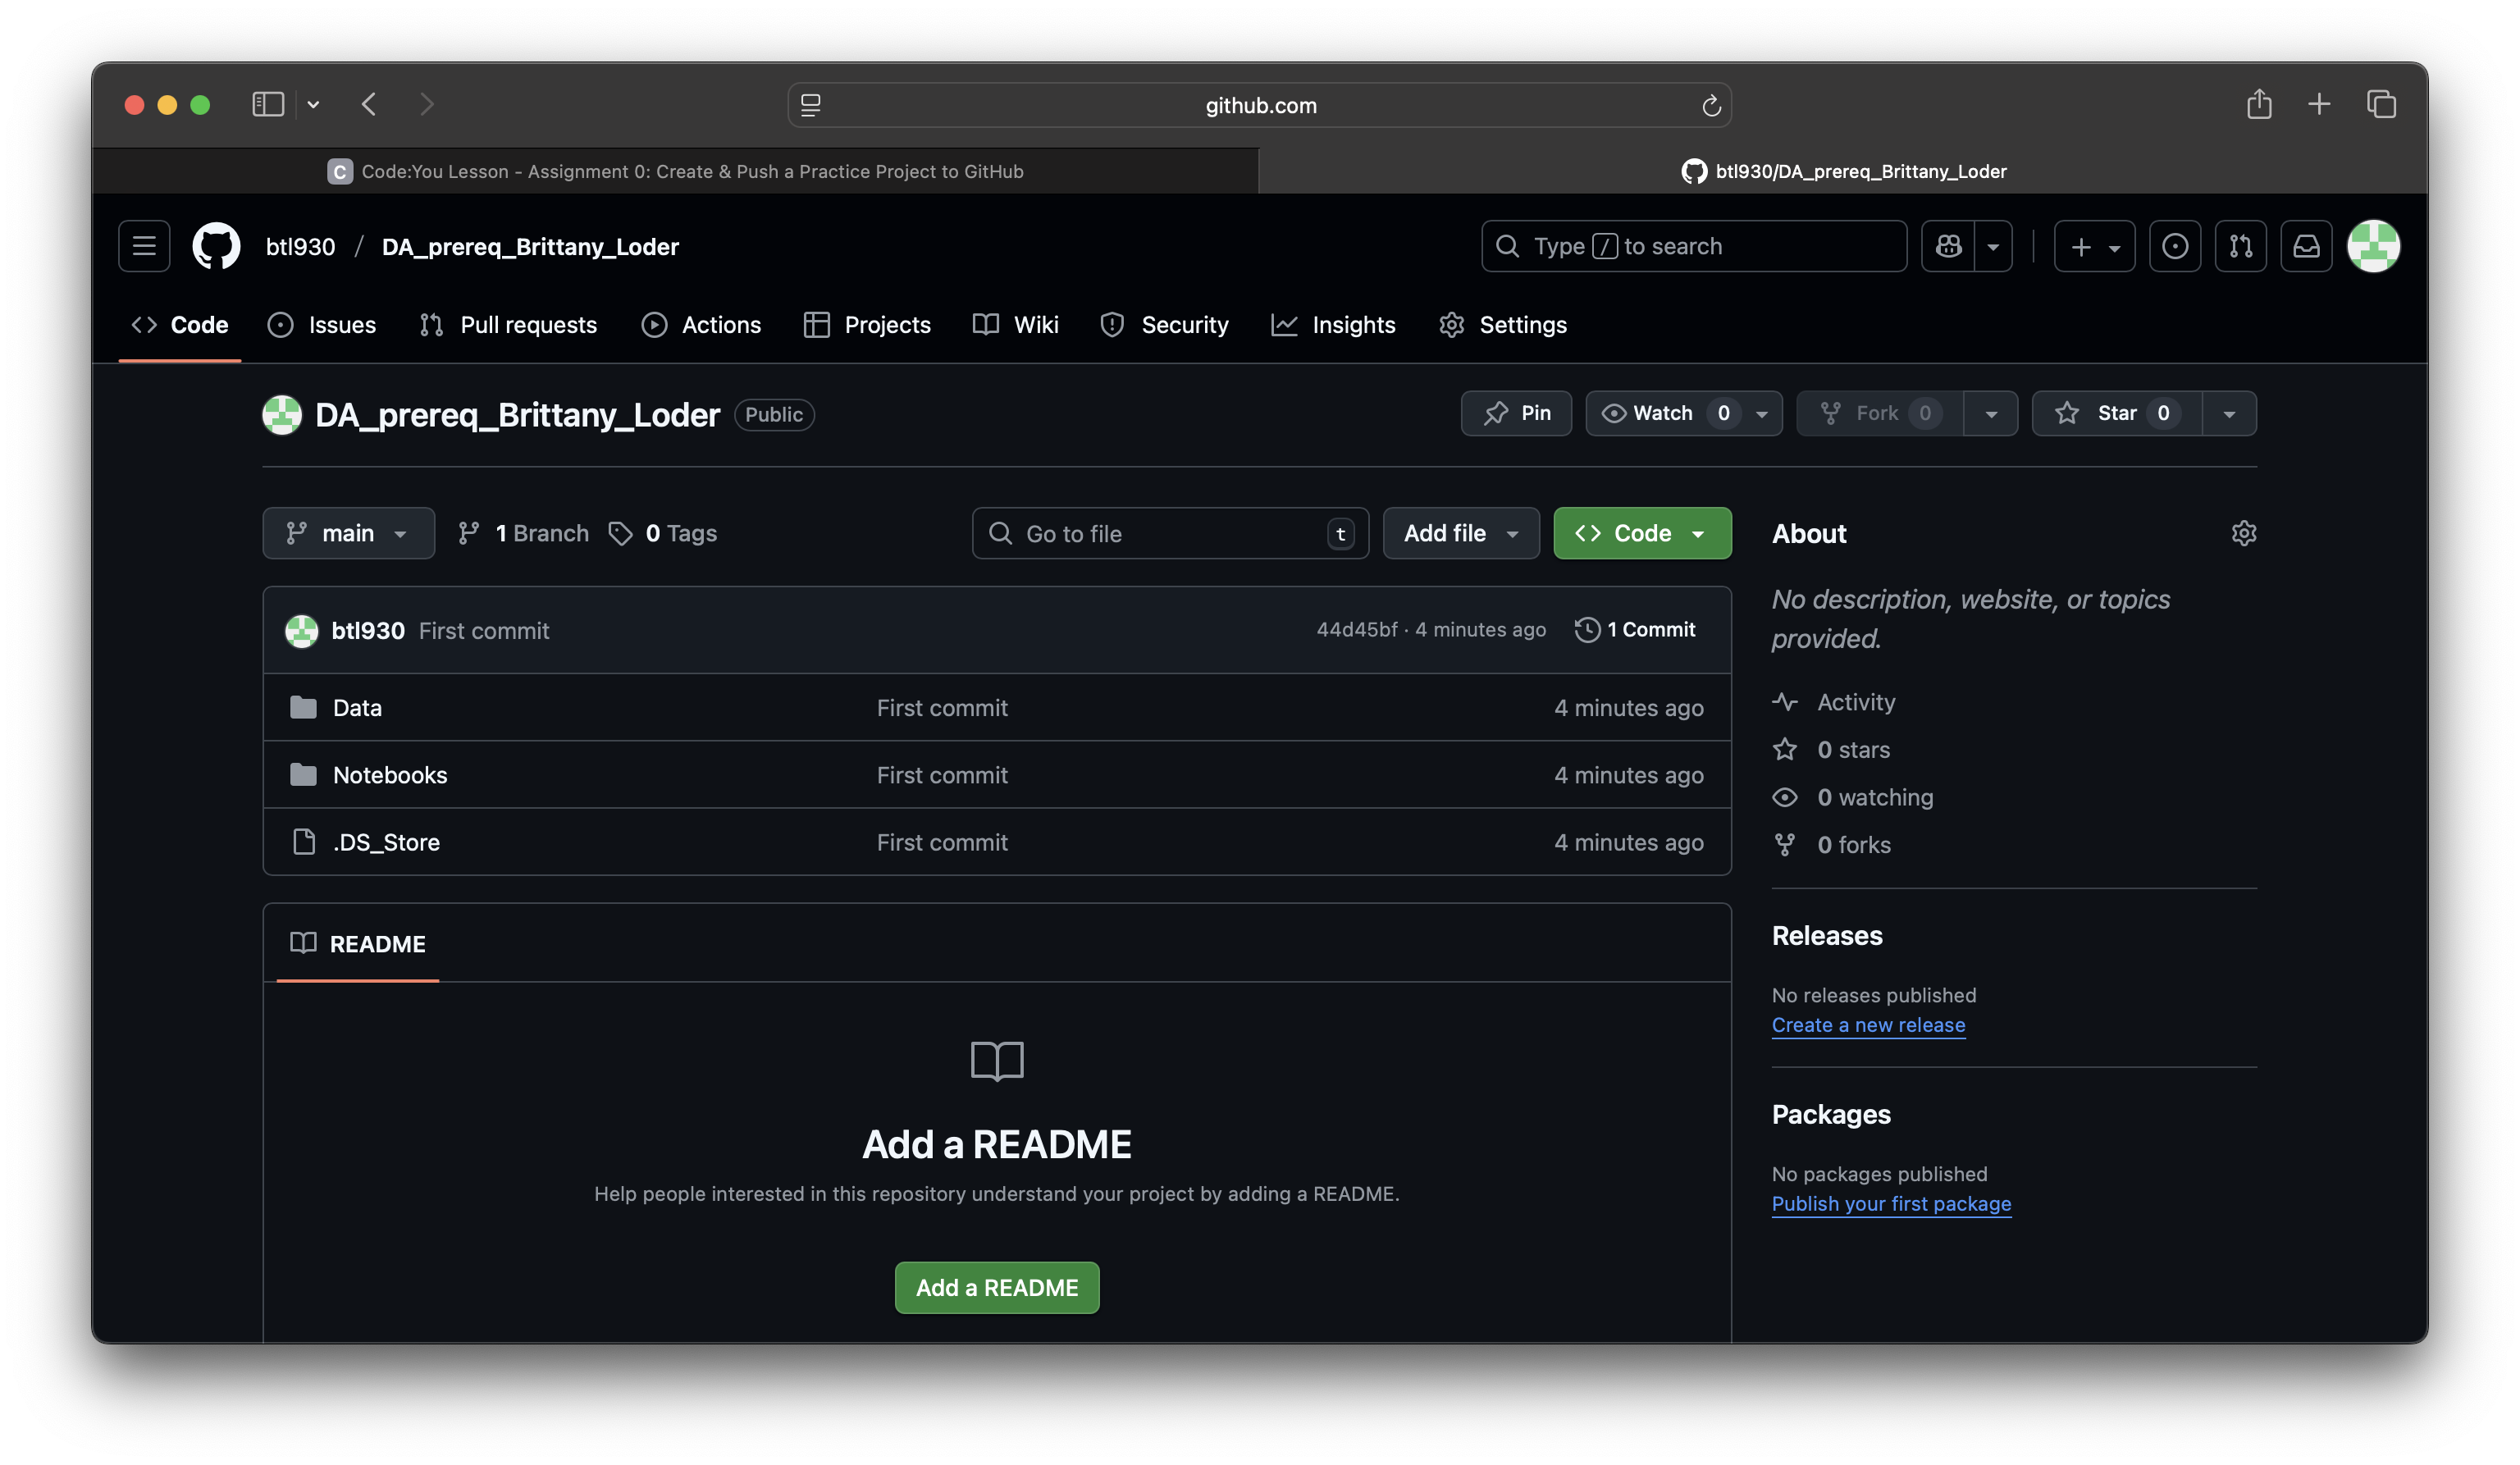 github.com
C Code:You Lesson - Assignment 0: Create & Push a Practice Project to GitHub
btl930/DA_prereq_Brittany_Loder
btl930 / DA_prereq_Brittany_Loder
Type / to search
Code Issues Pull requests Actions Projects Wiki Security Insights Settings
DA_prereq_Brittany_Loder Public
Pin Watch 0 Fork 0 Star 0
main 1 Branch 0 Tags Go to file t Add file Code
btl930 First commit 44d45bf · 4 minutes ago 1 Commit
Data First commit 4 minutes ago
Notebooks First commit 4 minutes ago
.DS_Store First commit 4 minutes ago
README
Add a README
Help people interested in this repository understand your project by adding a README.
Add a README
About
No description, website, or topics
provided.
Activity
0 stars
0 watching
0 forks
Releases
No releases published
Create a new release
Packages
No packages published
Publish your first package